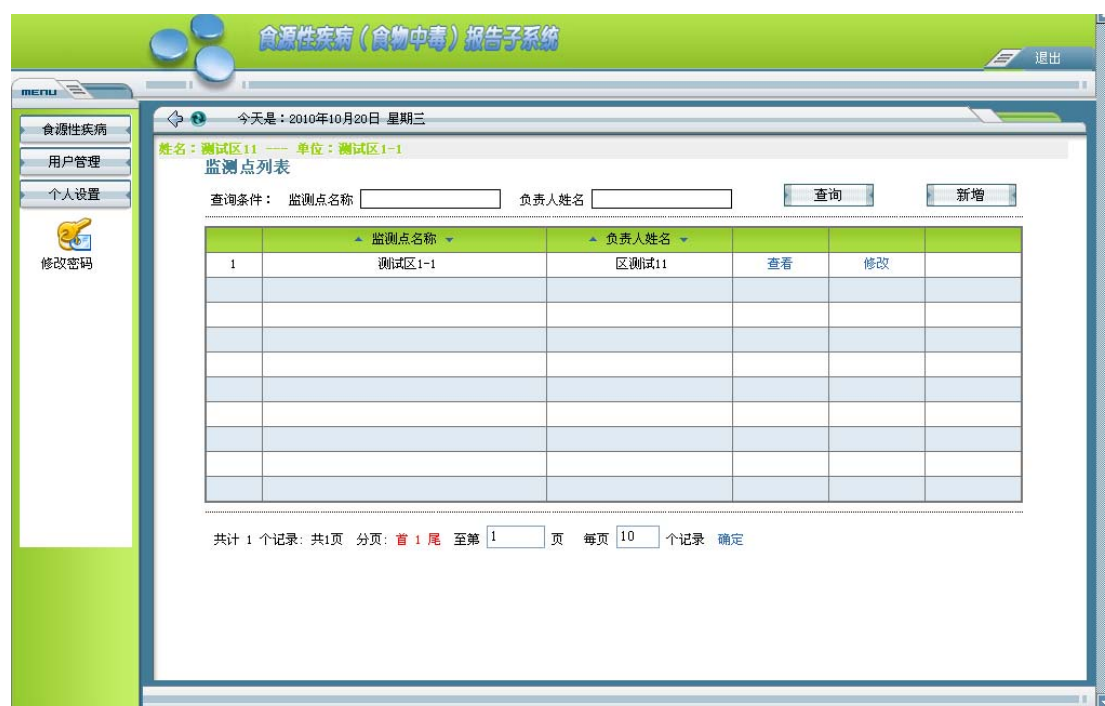 食源性疾病（食物中毒）报告子系统
退出
MENU
今天是：2010年10月20日 星期三
食源性疾病
用户管理
个人设置
修改密码
姓名：测试区11 --- 单位：测试区1-1
监测点列表
查询条件： 监测点名称 负责人姓名 查询 新增
监测点名称 负责人姓名
1 测试区1-1 区测试11 查看 修改
共计 1 个记录: 共1页 分页: 首 1 尾 至第 1 页 每页 10 个记录 确定